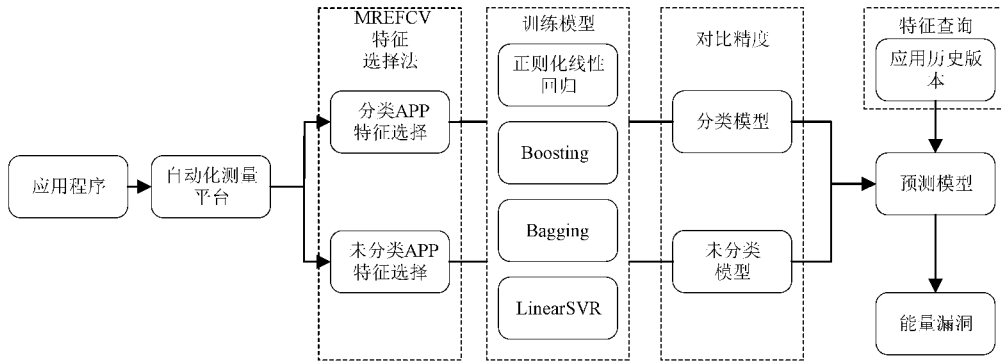 MREFCV
特征
选择法
训练模型
对比精度
特征查询
应用程序
自动化测量
平台
分类APP
特征选择
未分类APP
特征选择
正则化线性
回归
Boosting
Bagging
LinearSVR
分类模型
未分类
模型
应用历史版
本
预测模型
能量漏洞